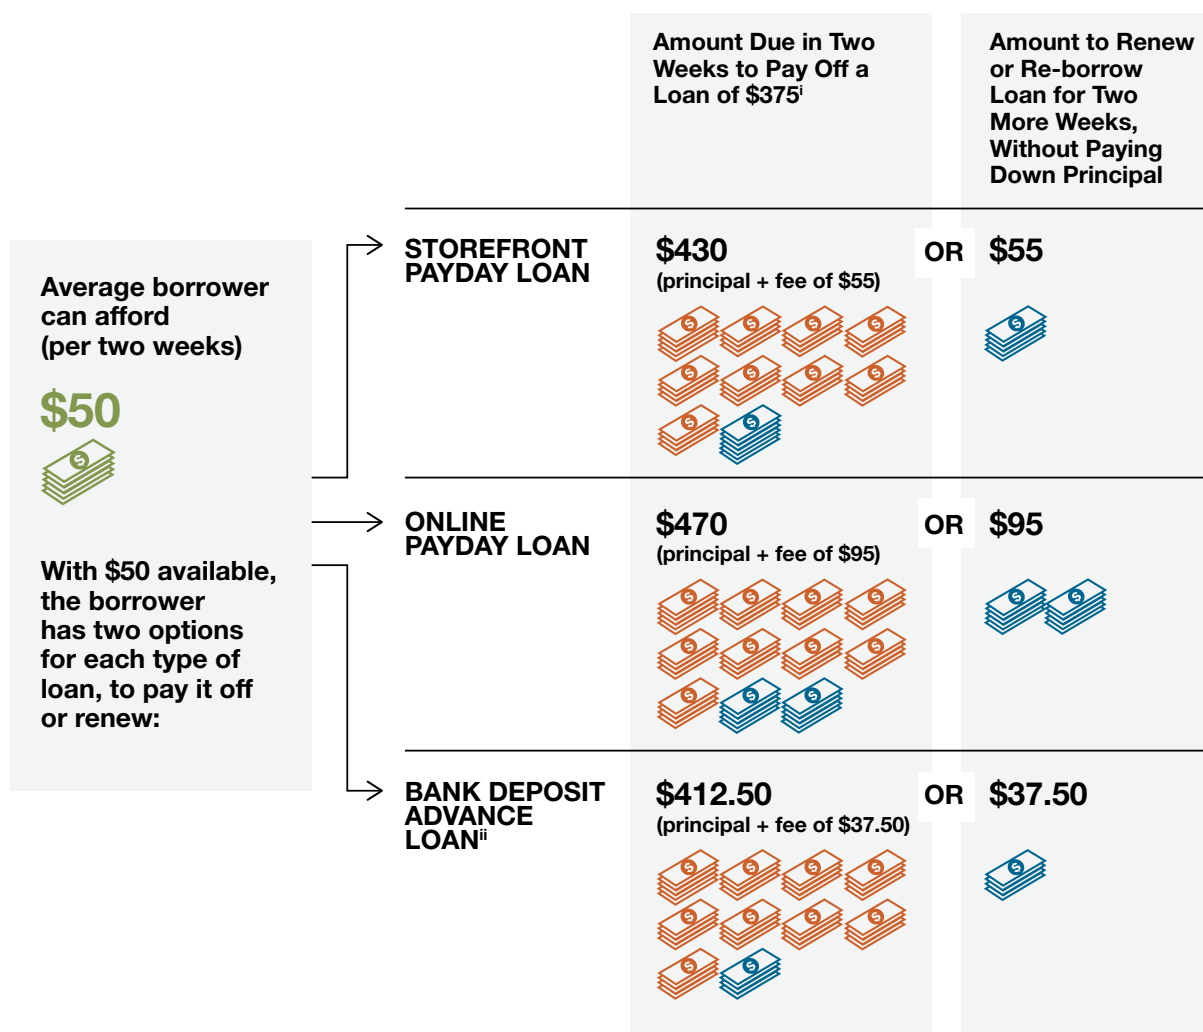 Amount Due in Two
Weeks to Pay Off a
Loan of $375ⁱ
Amount to Renew
or Re-borrow
Loan for Two
More Weeks,
Without Paying
Down Principal
Average borrower
can afford
(per two weeks)
$50
With $50 available,
the borrower
has two options
for each type of
loan, to pay it off
or renew:
STOREFRONT
PAYDAY LOAN
$430
(principal + fee of $55)
OR
$55
ONLINE
PAYDAY LOAN
$470
(principal + fee of $95)
OR
$95
BANK DEPOSIT
ADVANCE
LOANⁱⁱ
$412.50
(principal + fee of $37.50)
OR
$37.50